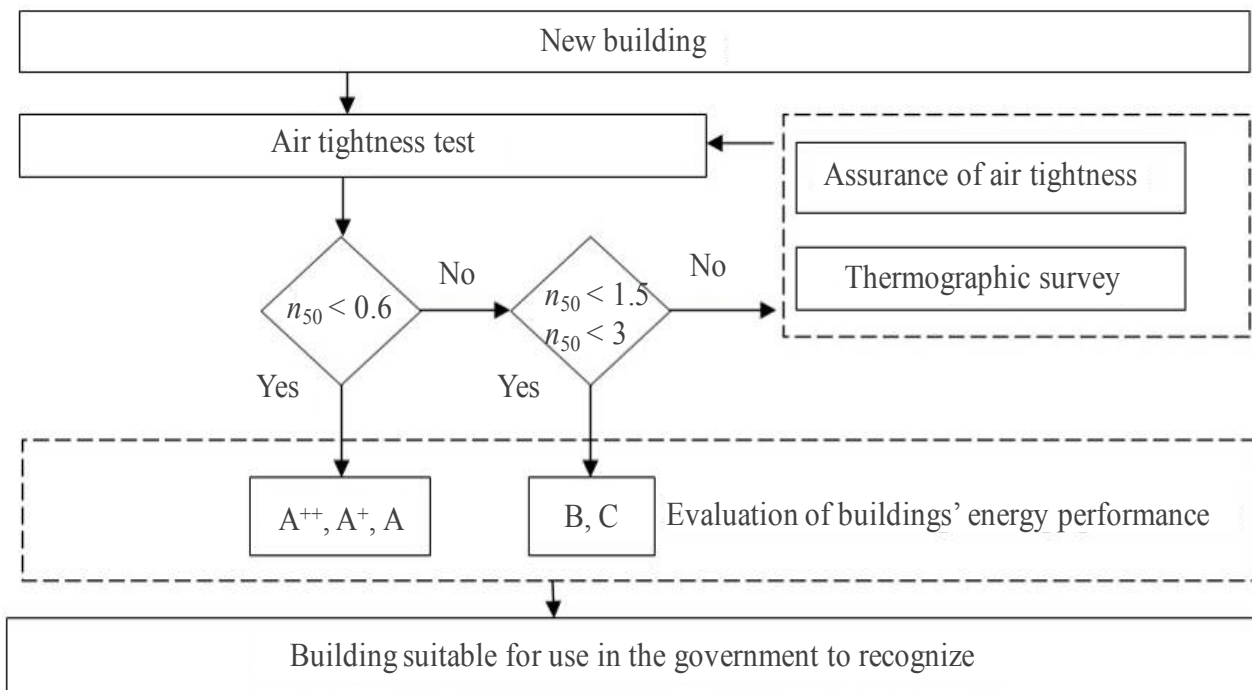 New building
Air tightness test
Assurance of air tightness
Thermographic survey
n₅₀ < 0.6
No
n₅₀ < 1.5
n₅₀ < 3
No
Yes
Yes
A⁺⁺, A⁺, A
B, C
Evaluation of buildings’ energy performance
Building suitable for use in the government to recognize